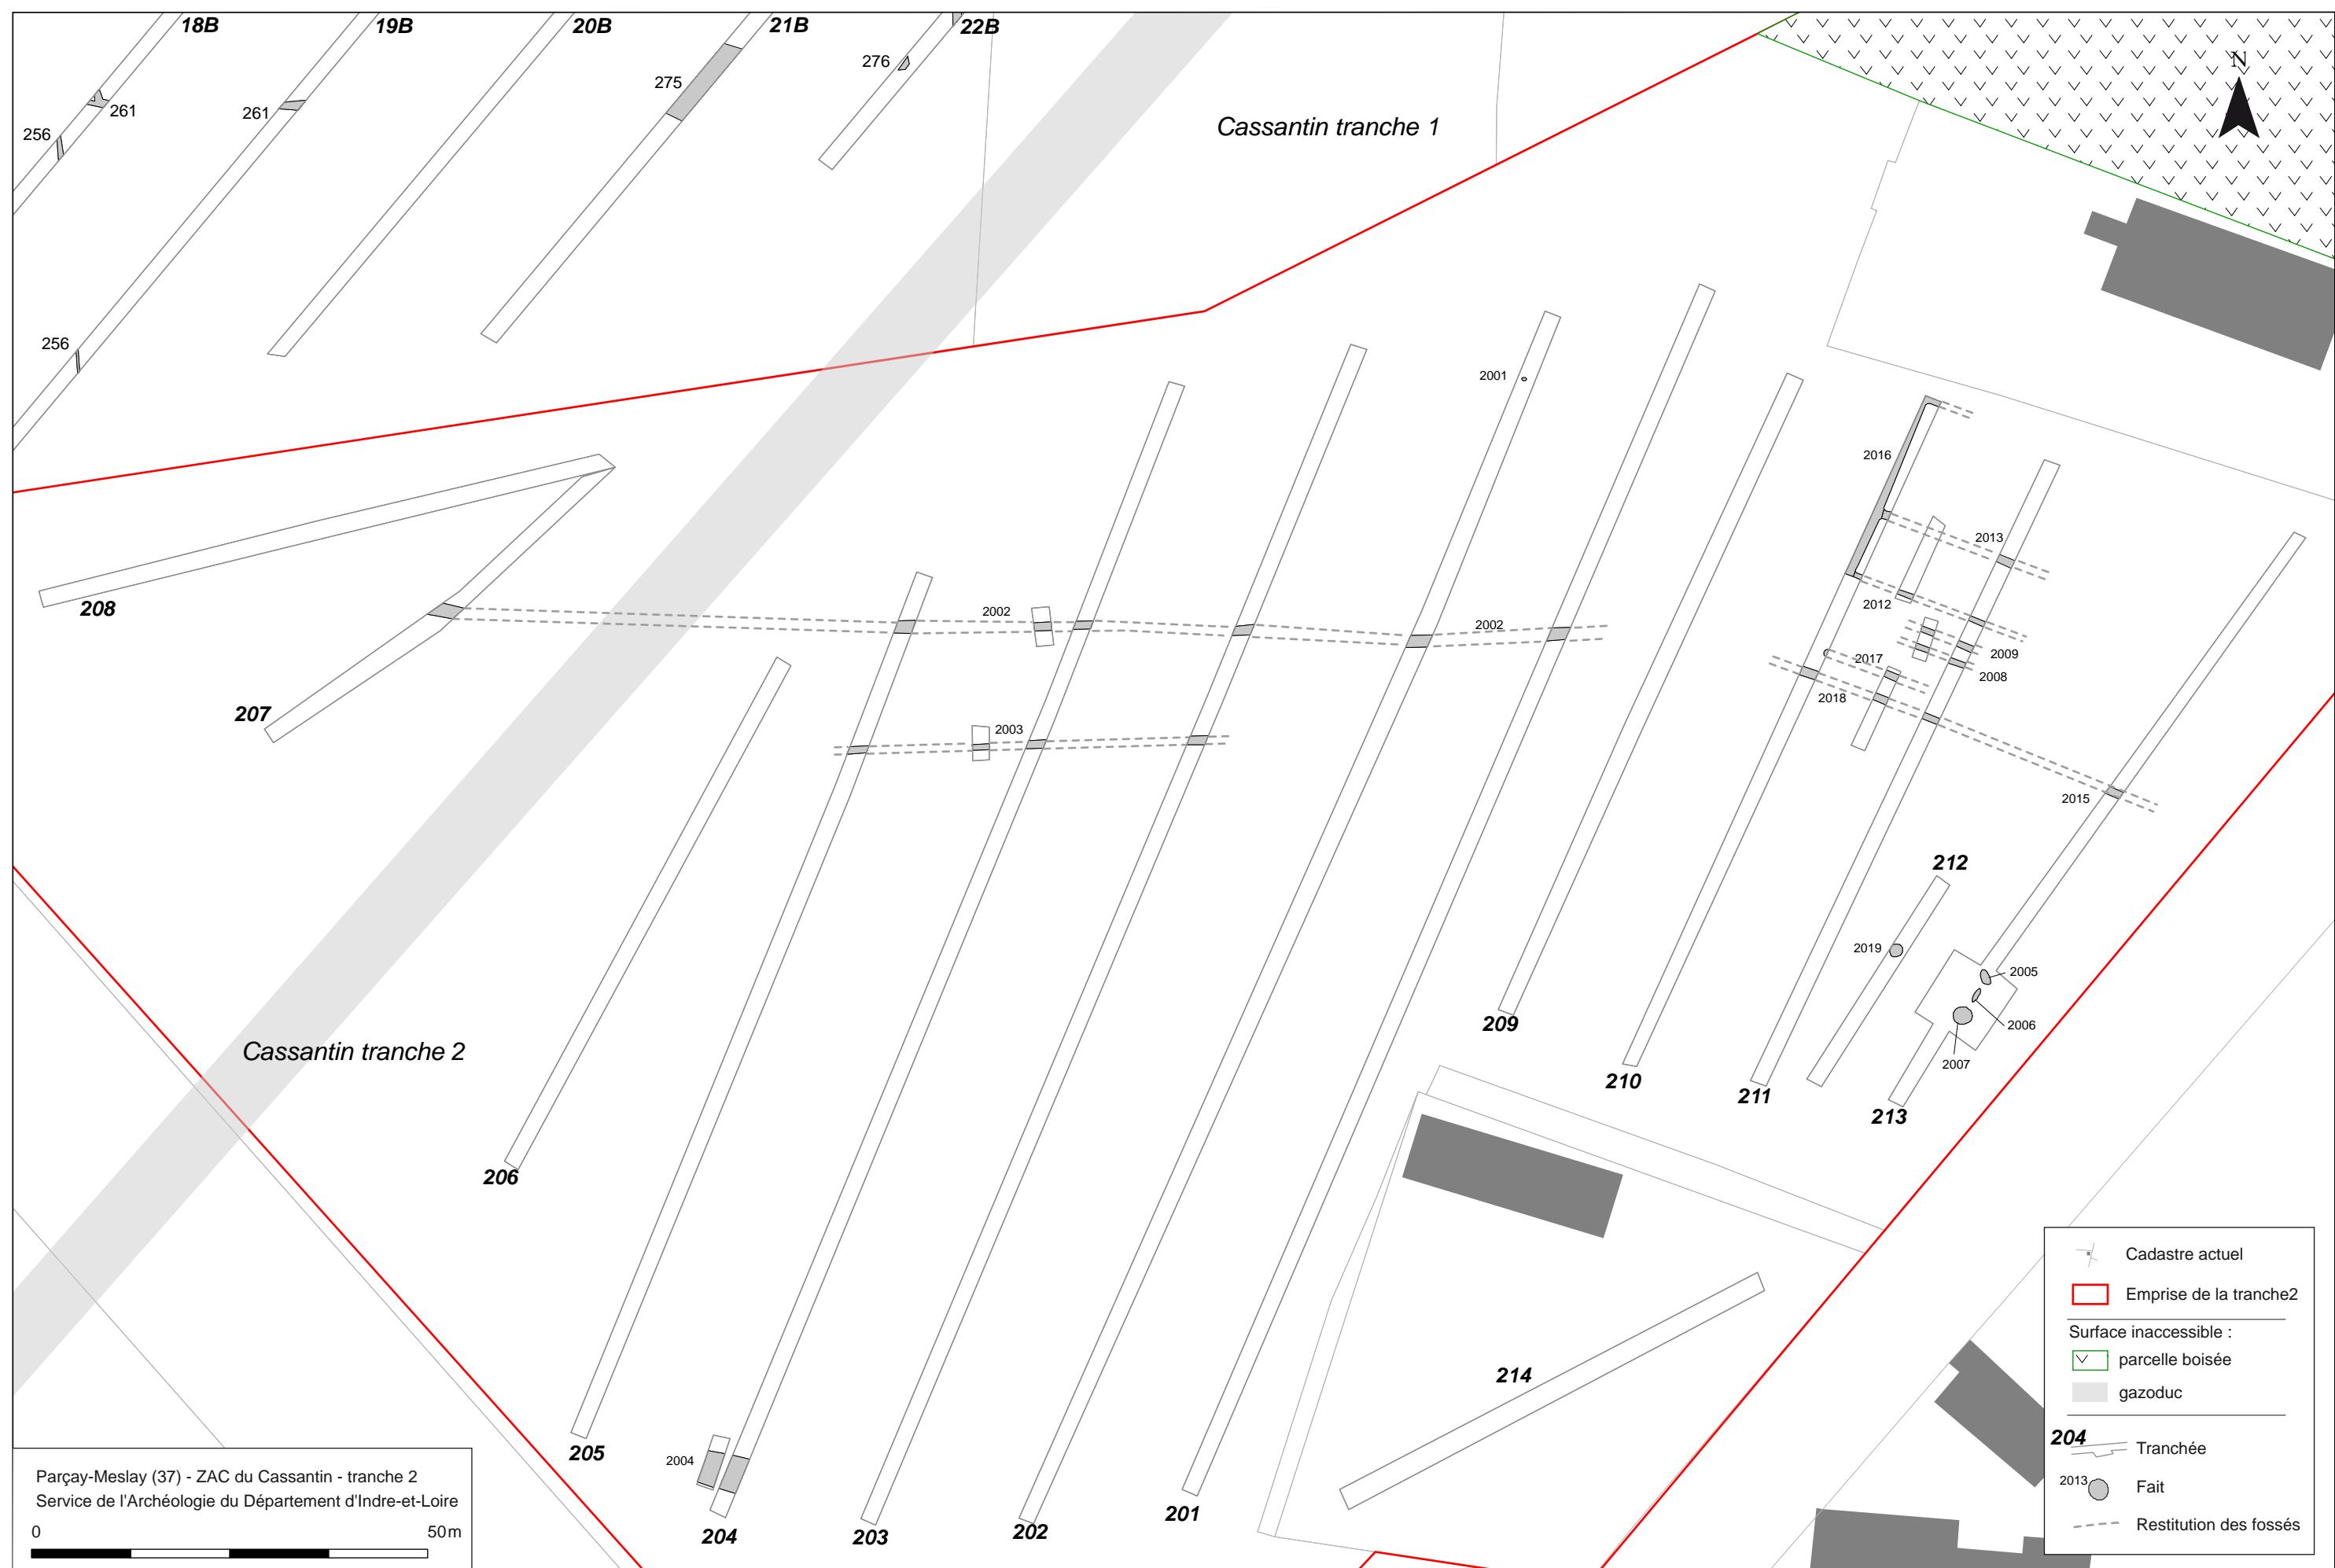 18B
19B
20B
21B
22B
276
275
261
261
256
N
Cassantin tranche 1
256
2001
2016
2013
208
2002
2012
2002
2009
2017
2008
207
2018
2003
2015
212
2019
2005
2006
209
Cassantin tranche 2
2007
210
211
213
206
214
205
2004
204
203
202
201
Parçay-Meslay (37) - ZAC du Cassantin - tranche 2
Service de l'Archéologie du Département d'Indre-et-Loire
0 50m
Cadastre actuel
Emprise de la tranche2
Surface inaccessible :
parcelle boisée
gazoduc
204 Tranchée
2013 Fait
Restitution des fossés